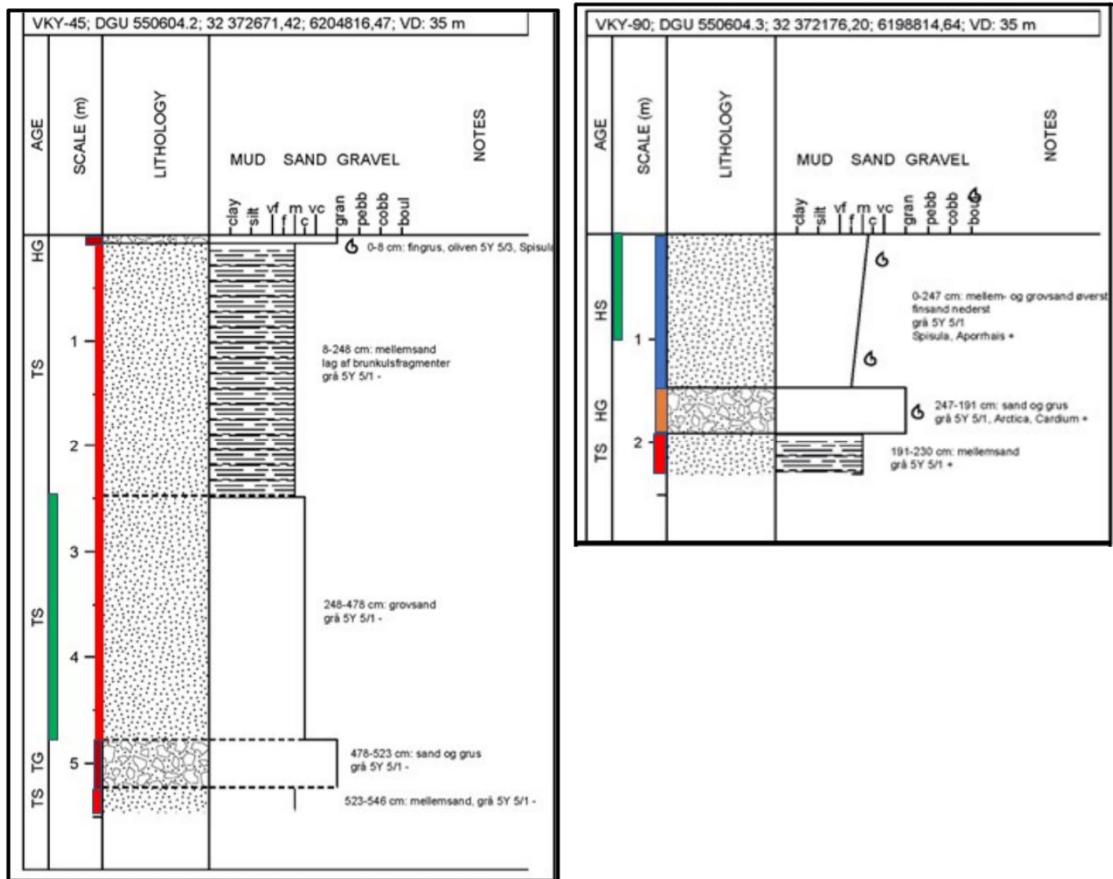 VKY-45; DGU 550604.2; 32 372671,42; 6204816,47; VD: 35 m
AGE
SCALE (m)
LITHOLOGY
MUD SAND GRAVEL
NOTES
clay
silt
vf
f
m
c
vc
gran
pebb
cobb
boul
HG
0-8 cm: fingrus, oliven 5Y 5/3, Spisula
TS
1
8-248 cm: mellemsand
lag af brunkulsfragmenter
grå 5Y 5/1 -
2
3
TS
248-478 cm: grovsand
grå 5Y 5/1 -
4
TG
478-523 cm: sand og grus
grå 5Y 5/1 -
5
TS
523-546 cm: mellemsand, grå 5Y 5/1 -
VKY-90; DGU 550604.3; 32 372176,20; 6198814,64; VD: 35 m
AGE
SCALE (m)
LITHOLOGY
MUD SAND GRAVEL
NOTES
clay
silt
vf
f
m
c
vc
gran
pebb
cobb
boul
HS
0-247 cm: mellem- og grovsand øverst
finsand nederst
grå 5Y 5/1
Spisula, Aporrhais +
1
HG
247-191 cm: sand og grus
grå 5Y 5/1, Arctica, Cardium +
TS
2
191-230 cm: mellemsand
grå 5Y 5/1 +